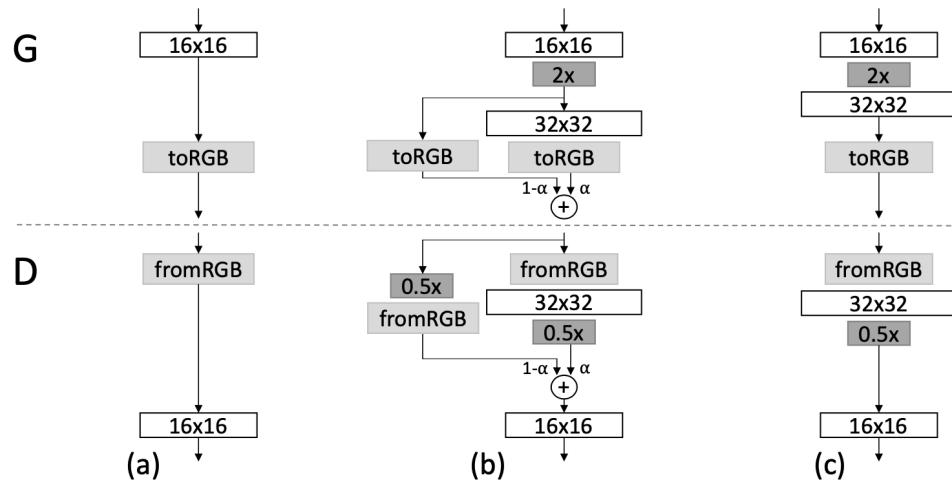 G
16x16
toRGB
16x16
2x
32x32
toRGB
toRGB
1-α
α
+
16x16
2x
32x32
toRGB
D
fromRGB
16x16
0.5x
fromRGB
fromRGB
32x32
0.5x
1-α
α
+
16x16
fromRGB
32x32
0.5x
16x16
(a)
(b)
(c)